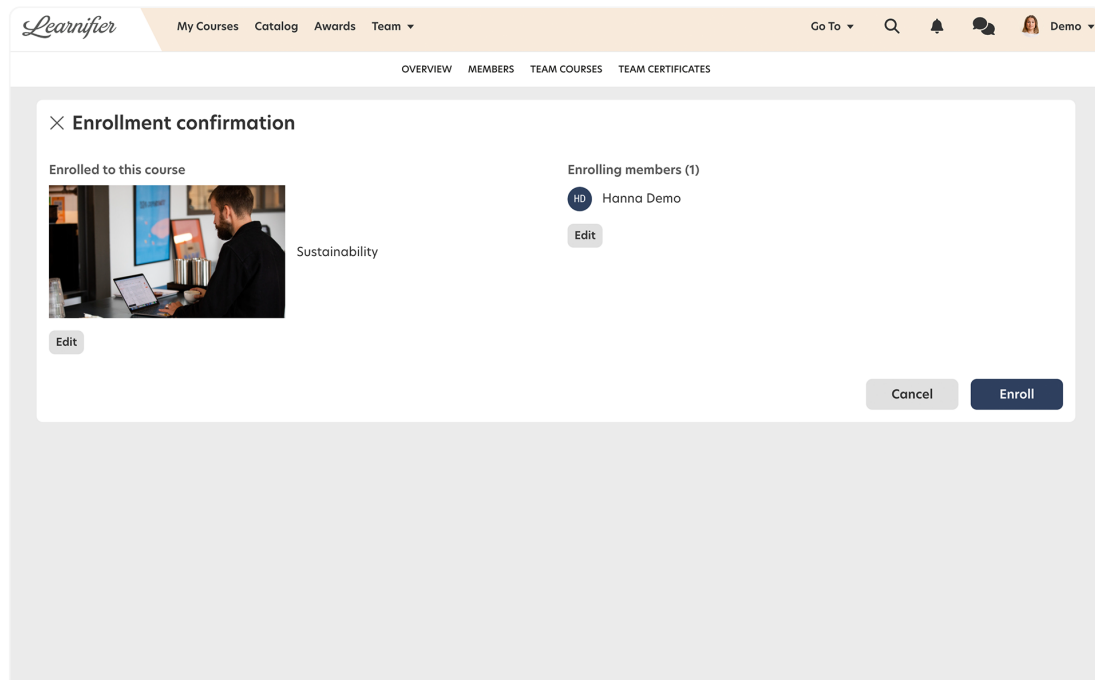 Learnifier
My Courses Catalog Awards Team
Go To
Demo
OVERVIEW MEMBERS TEAM COURSES TEAM CERTIFICATES
Enrollment confirmation
Enrolled to this course
Sustainability
Edit
Enrolling members (1)
HD Hanna Demo
Edit
Cancel Enroll